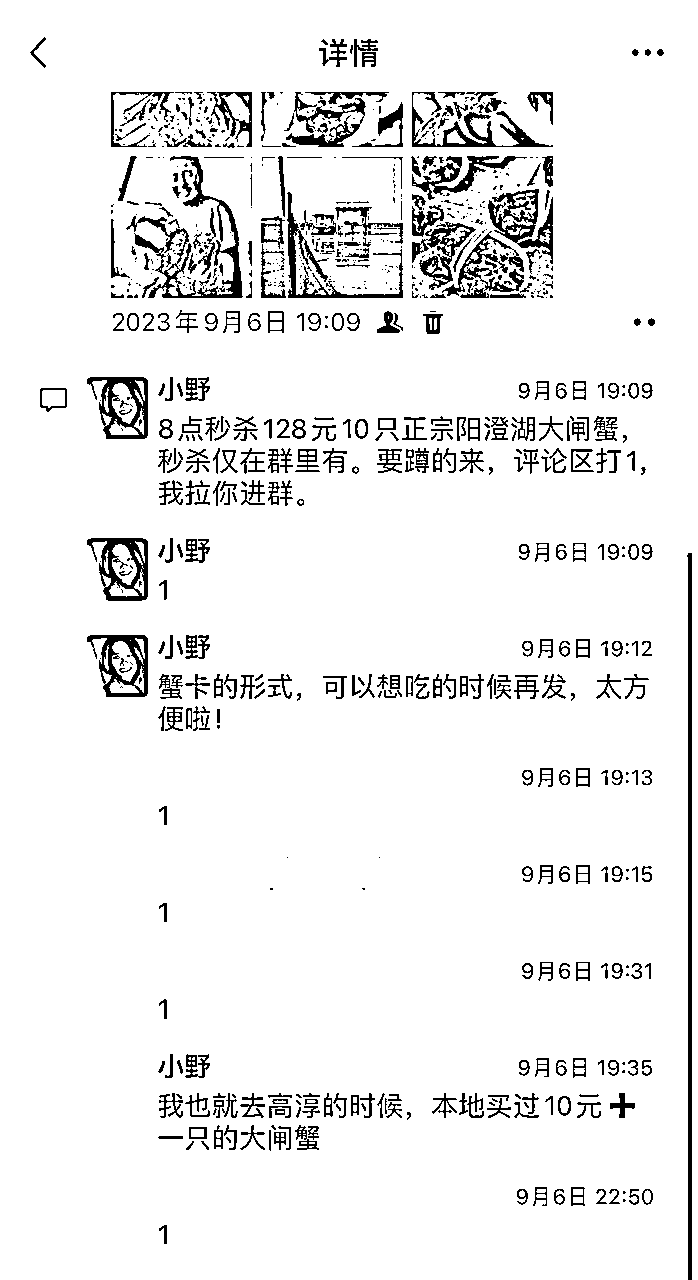 详情
2023年9月6日 19:09
小野
9月6日 19:09
8点秒杀128元10只正宗阳澄湖大闸蟹，
秒杀仅在群里有。要蹲的来，评论区打1，
我拉你进群。
小野
9月6日 19:09
1
小野
9月6日 19:12
蟹卡的形式，可以想吃的时候再发，太方
便啦！
9月6日 19:13
1
9月6日 19:15
1
9月6日 19:31
1
小野
9月6日 19:35
我也就去高淳的时候，本地买过10元➕
一只的大闸蟹
9月6日 22:50
1